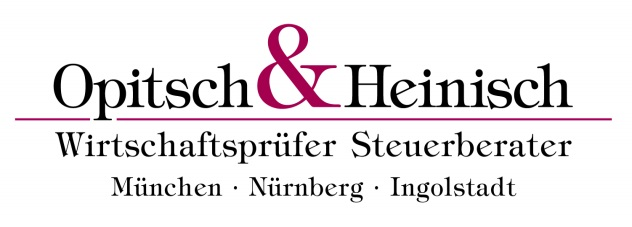 Opitsch & Heinisch
Wirtschaftsprüfer Steuerberater
München · Nürnberg · Ingolstadt